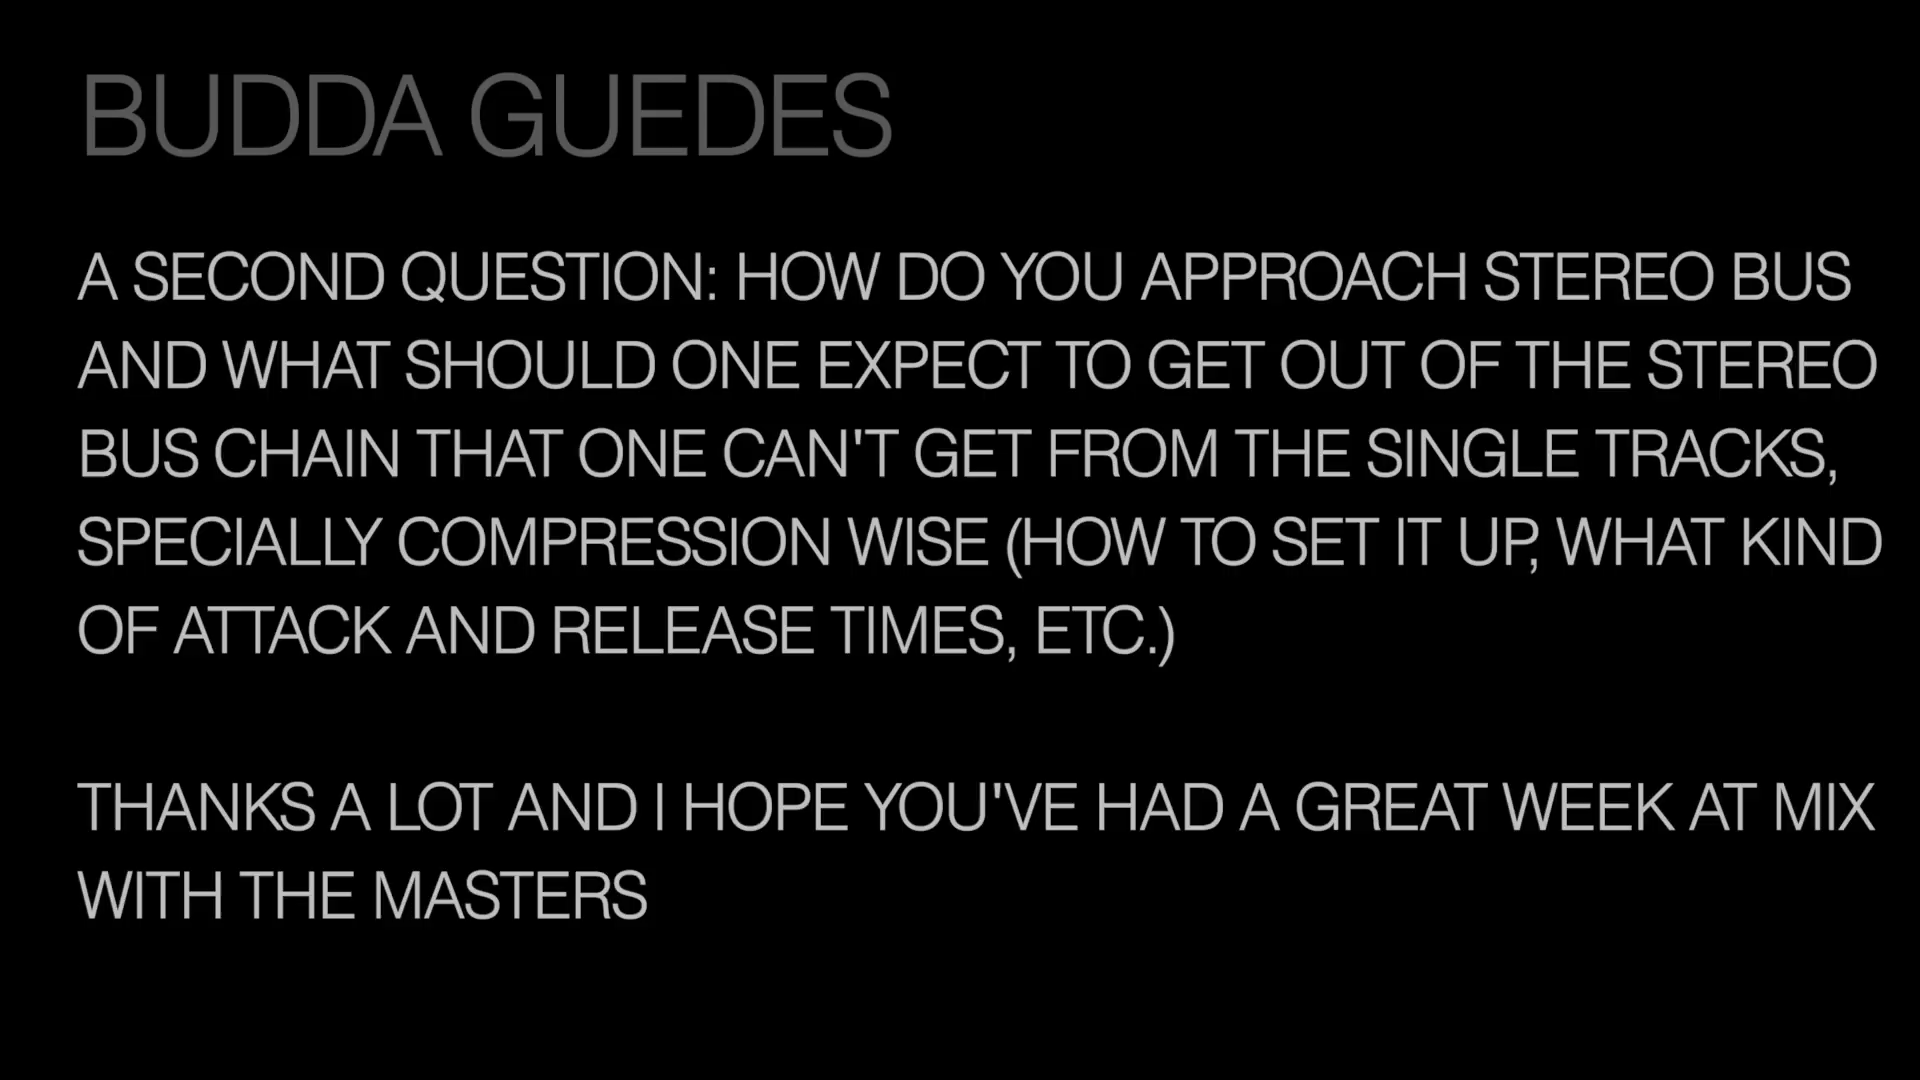 BUDDA GUEDES
A SECOND QUESTION: HOW DO YOU APPROACH STEREO BUS
AND WHAT SHOULD ONE EXPECT TO GET OUT OF THE STEREO
BUS CHAIN THAT ONE CAN'T GET FROM THE SINGLE TRACKS,
SPECIALLY COMPRESSION WISE (HOW TO SET IT UP, WHAT KIND
OF ATTACK AND RELEASE TIMES, ETC.)
THANKS A LOT AND I HOPE YOU'VE HAD A GREAT WEEK AT MIX
WITH THE MASTERS